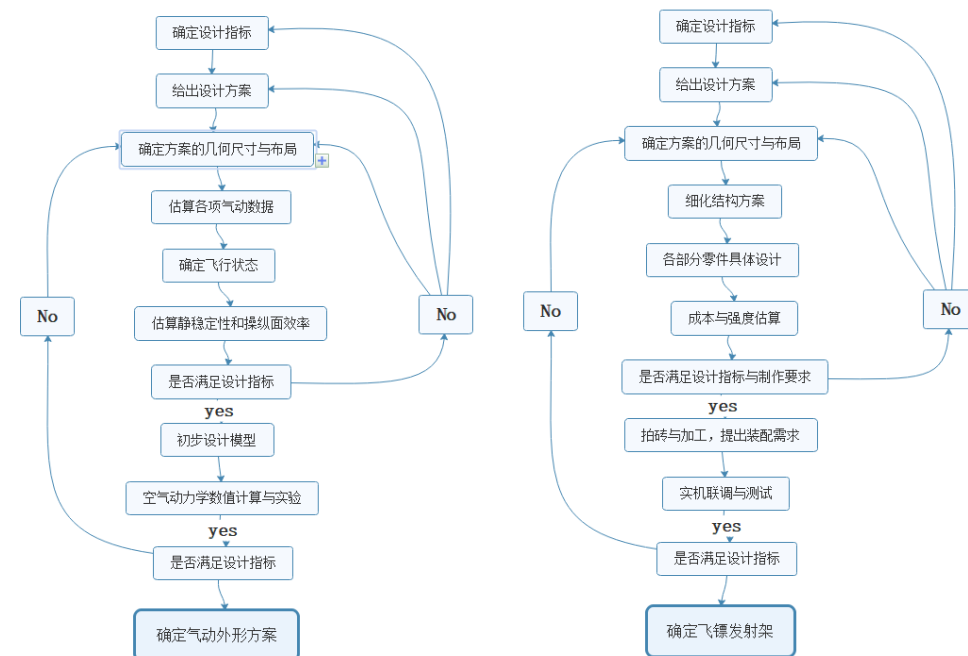 确定设计指标
给出设计方案
确定方案的几何尺寸与布局
估算各项气动数据
确定飞行状态
No
No
估算静稳定性和操纵面效率
是否满足设计指标
yes
初步设计模型
空气动力学数值计算与实验
yes
是否满足设计指标
确定气动外形方案
确定设计指标
给出设计方案
确定方案的几何尺寸与布局
细化结构方案
各部分零件具体设计
No
No
成本与强度估算
是否满足设计指标与制作要求
yes
拍砖与加工，提出装配需求
实机联调与测试
yes
是否满足设计指标
确定飞镖发射架